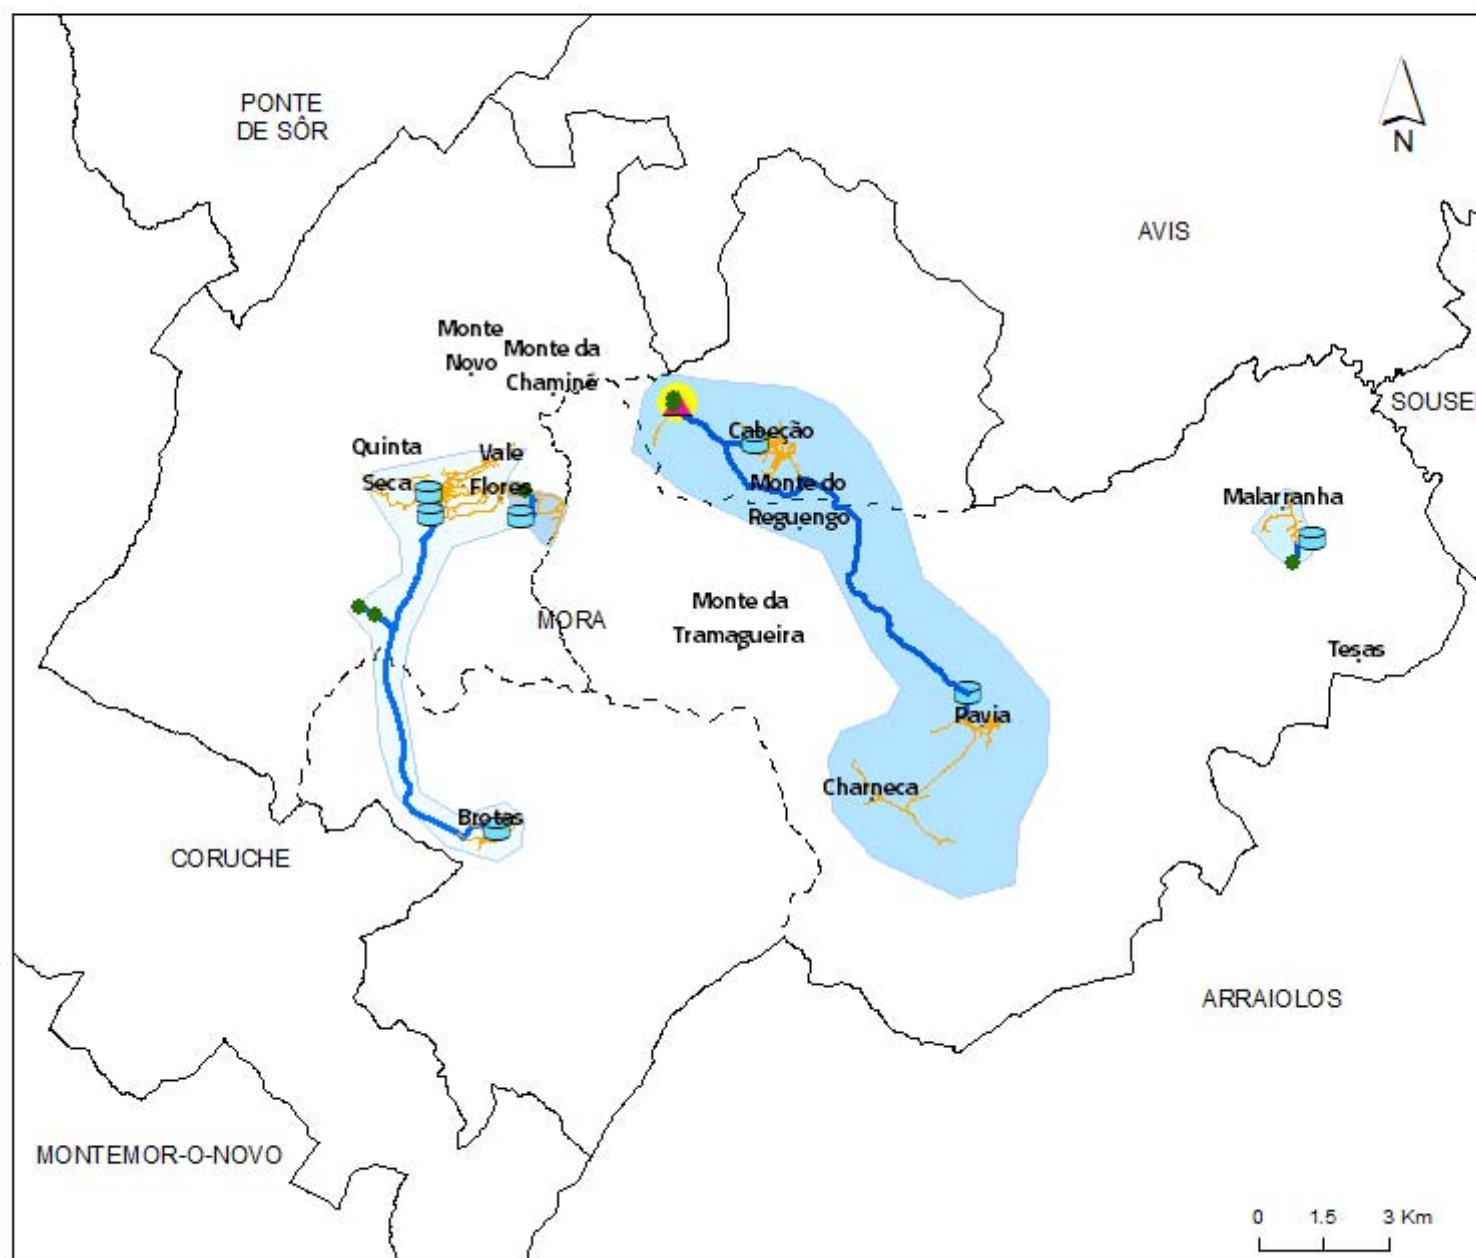 PONTE
DE SÔR
N
AVIS
Monte
Novo
Monte da
Chaminé
SOUSEL
Quinta
Seca
Vale
Flores
Cabeção
Monte do
Reguengo
Malarranha
MORA
Monte da
Tramagueira
Tesas
Pavia
Charneca
Brotas
CORUCHE
ARRAIOLOS
MONTEMOR-O-NOVO
0 1.5 3 Km